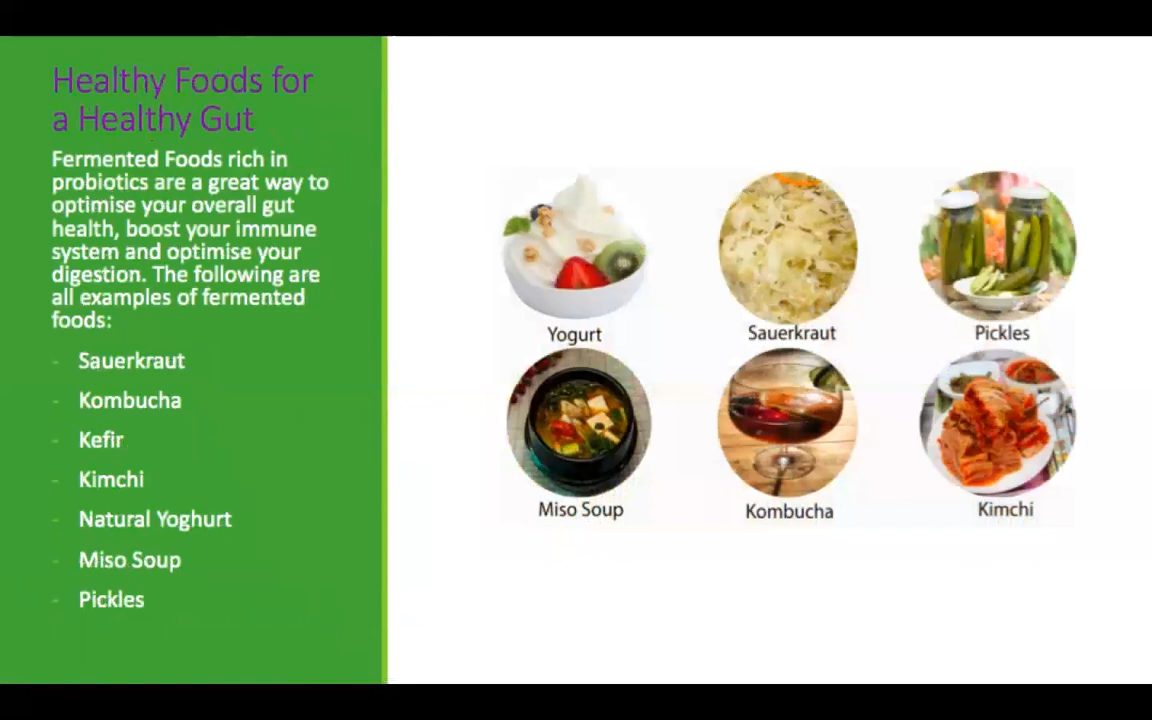 Healthy Foods for
a Healthy Gut
Fermented Foods rich in
probiotics are a great way to
optimise your overall gut
health, boost your immune
system and optimise your
digestion. The following are
all examples of fermented
foods:
- Sauerkraut
- Kombucha
- Kefir
- Kimchi
- Natural Yoghurt
- Miso Soup
- Pickles
Yogurt
Sauerkraut
Pickles
Miso Soup
Kombucha
Kimchi